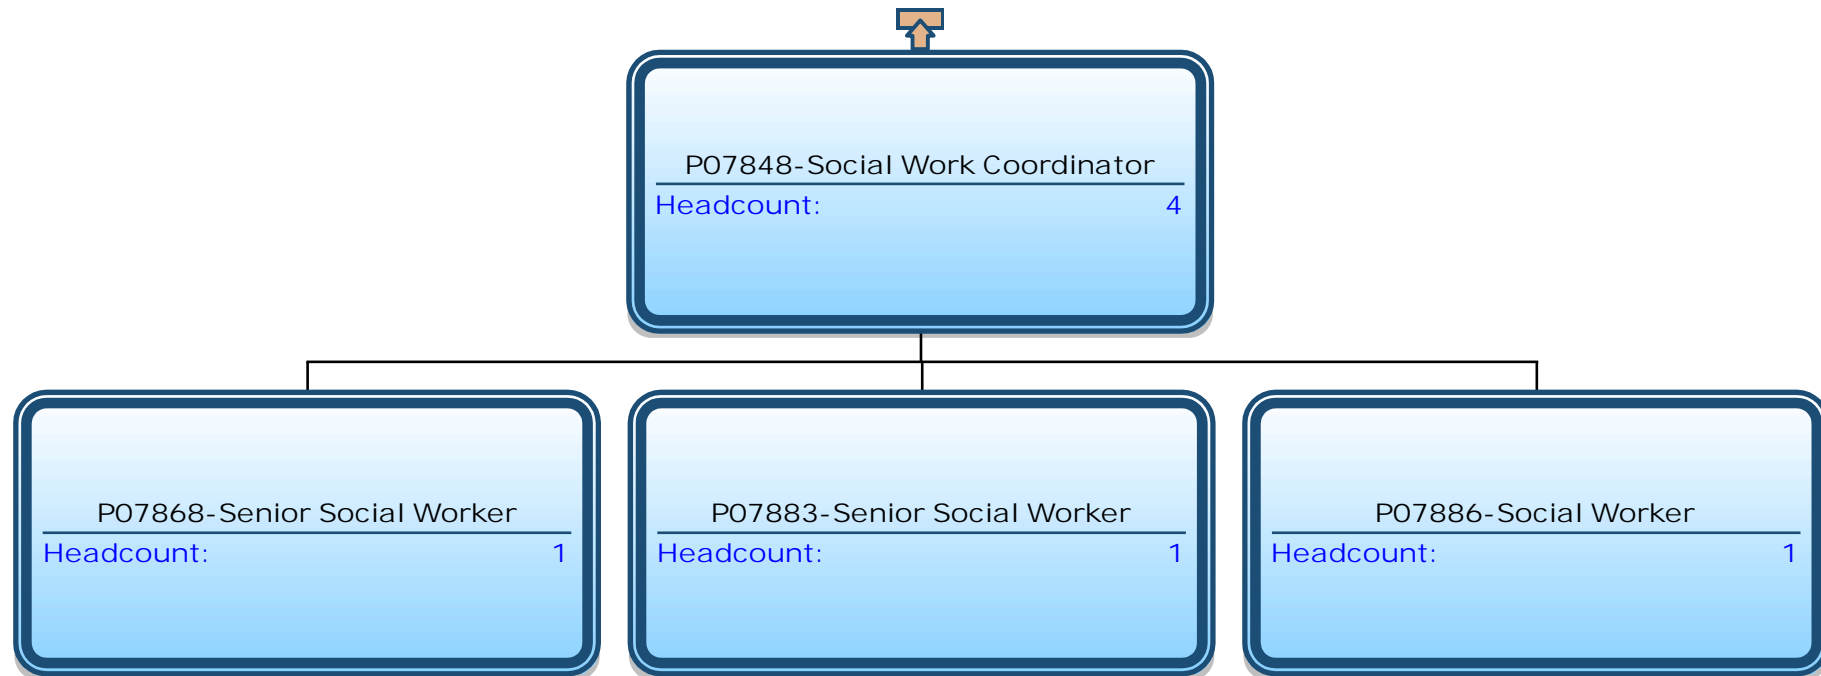 P07848-Social Work Coordinator
Headcount: 4
P07868-Senior Social Worker
Headcount: 1
P07883-Senior Social Worker
Headcount: 1
P07886-Social Worker
Headcount: 1